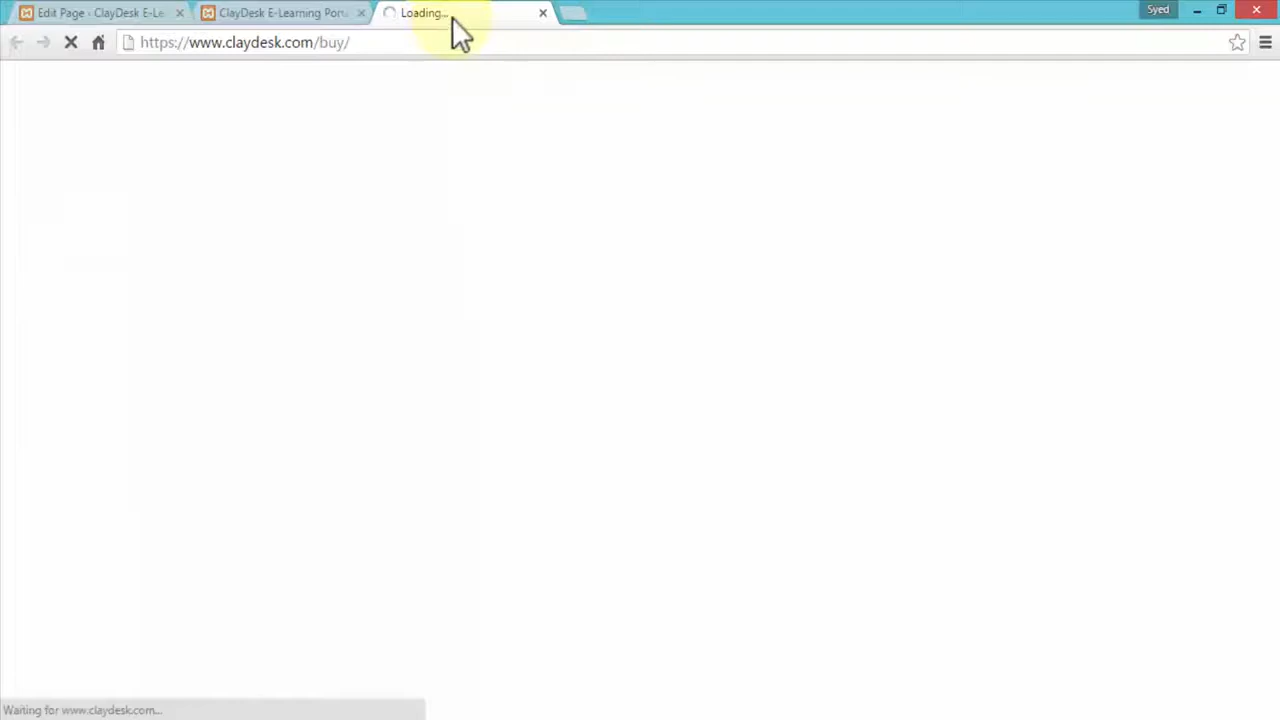 Edit Page - ClayDesk E-Le
ClayDesk E-Learning Port
Loading...
Syed
https://www.claydesk.com/buy/
Waiting for www.claydesk.com...